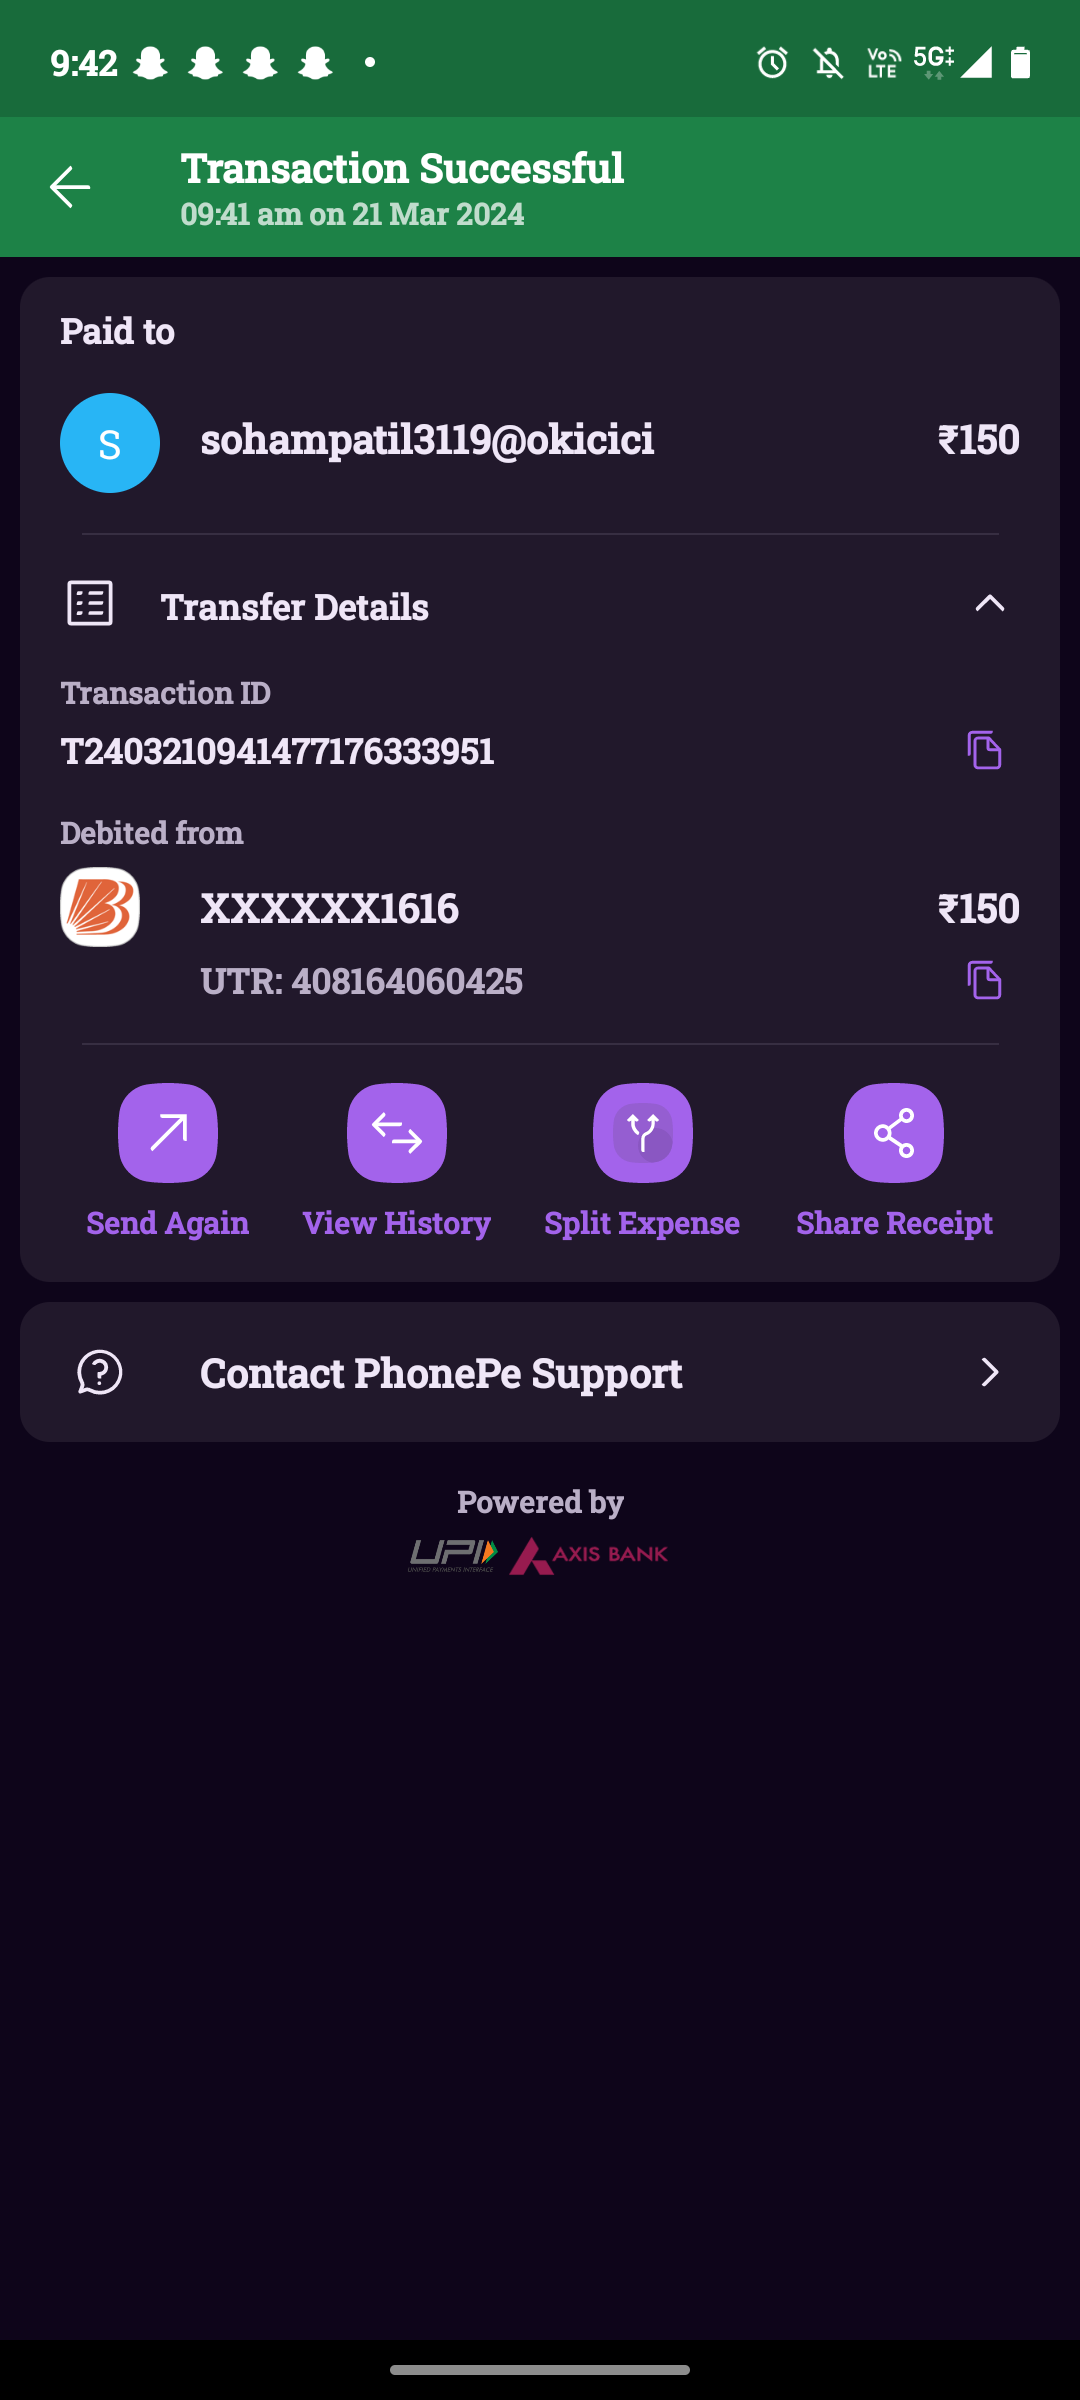 9:42
Vo LTE 5G
Transaction Successful
09:41 am on 21 Mar 2024
Paid to
S sohampatil3119@okicici ₹150
Transfer Details
Transaction ID
T2403210941477176333951
Debited from
XXXXXX1616 ₹150
UTR: 408164060425
Send Again View History Split Expense Share Receipt
Contact PhonePe Support
Powered by
UPI AXIS BANK
UNIFIED PAYMENTS INTERFACE